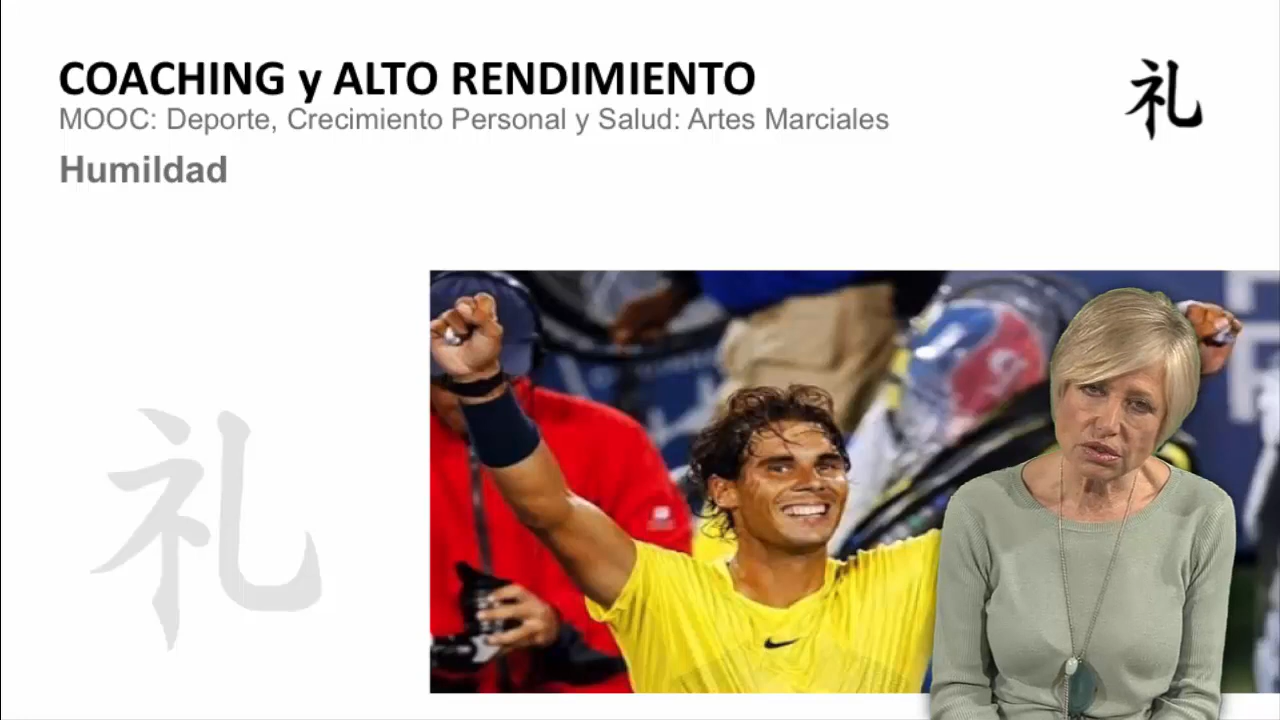 COACHING y ALTO RENDIMIENTO
礼
MOOC: Deporte, Crecimiento Personal y Salud: Artes Marciales
Humildad
礼